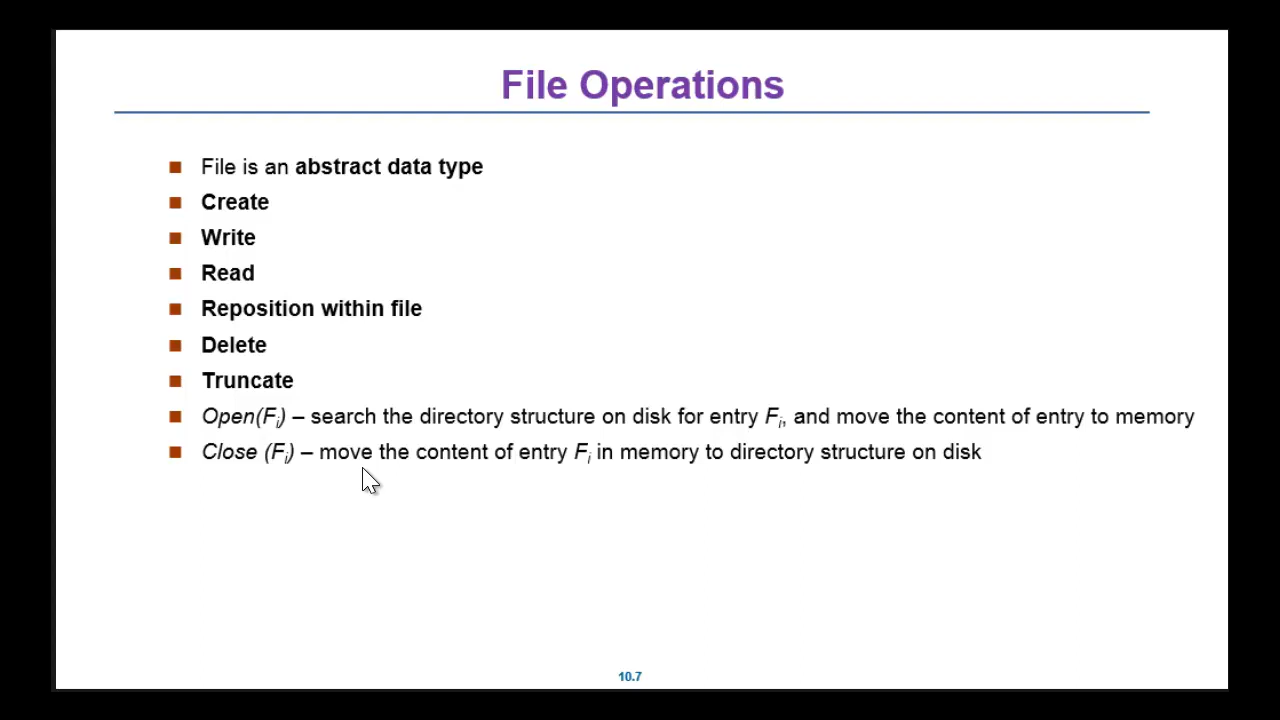 File Operations
File is an abstract data type
Create
Write
Read
Reposition within file
Delete
Truncate
Open(Fi) – search the directory structure on disk for entry Fi, and move the content of entry to memory
Close (Fi) – move the content of entry Fi in memory to directory structure on disk
10.7